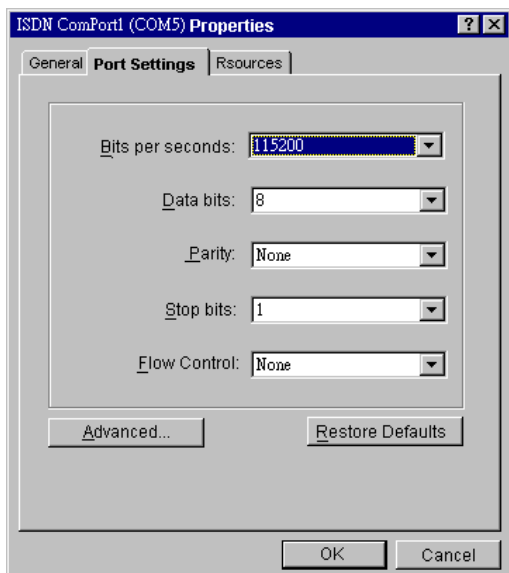 ISDN ComPort1 (COM5) Properties
General Port Settings Rsources
Bits per seconds: 115200
Data bits: 8
Parity: None
Stop bits: 1
Flow Control: None
Advanced... Restore Defaults
OK Cancel